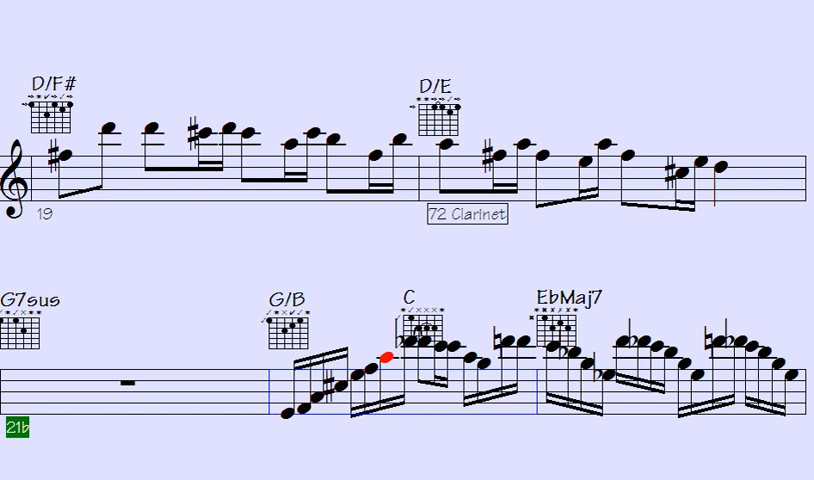 D/F# D/E
19 72 Clarinet
G7sus G/B C EbMaj7
21b